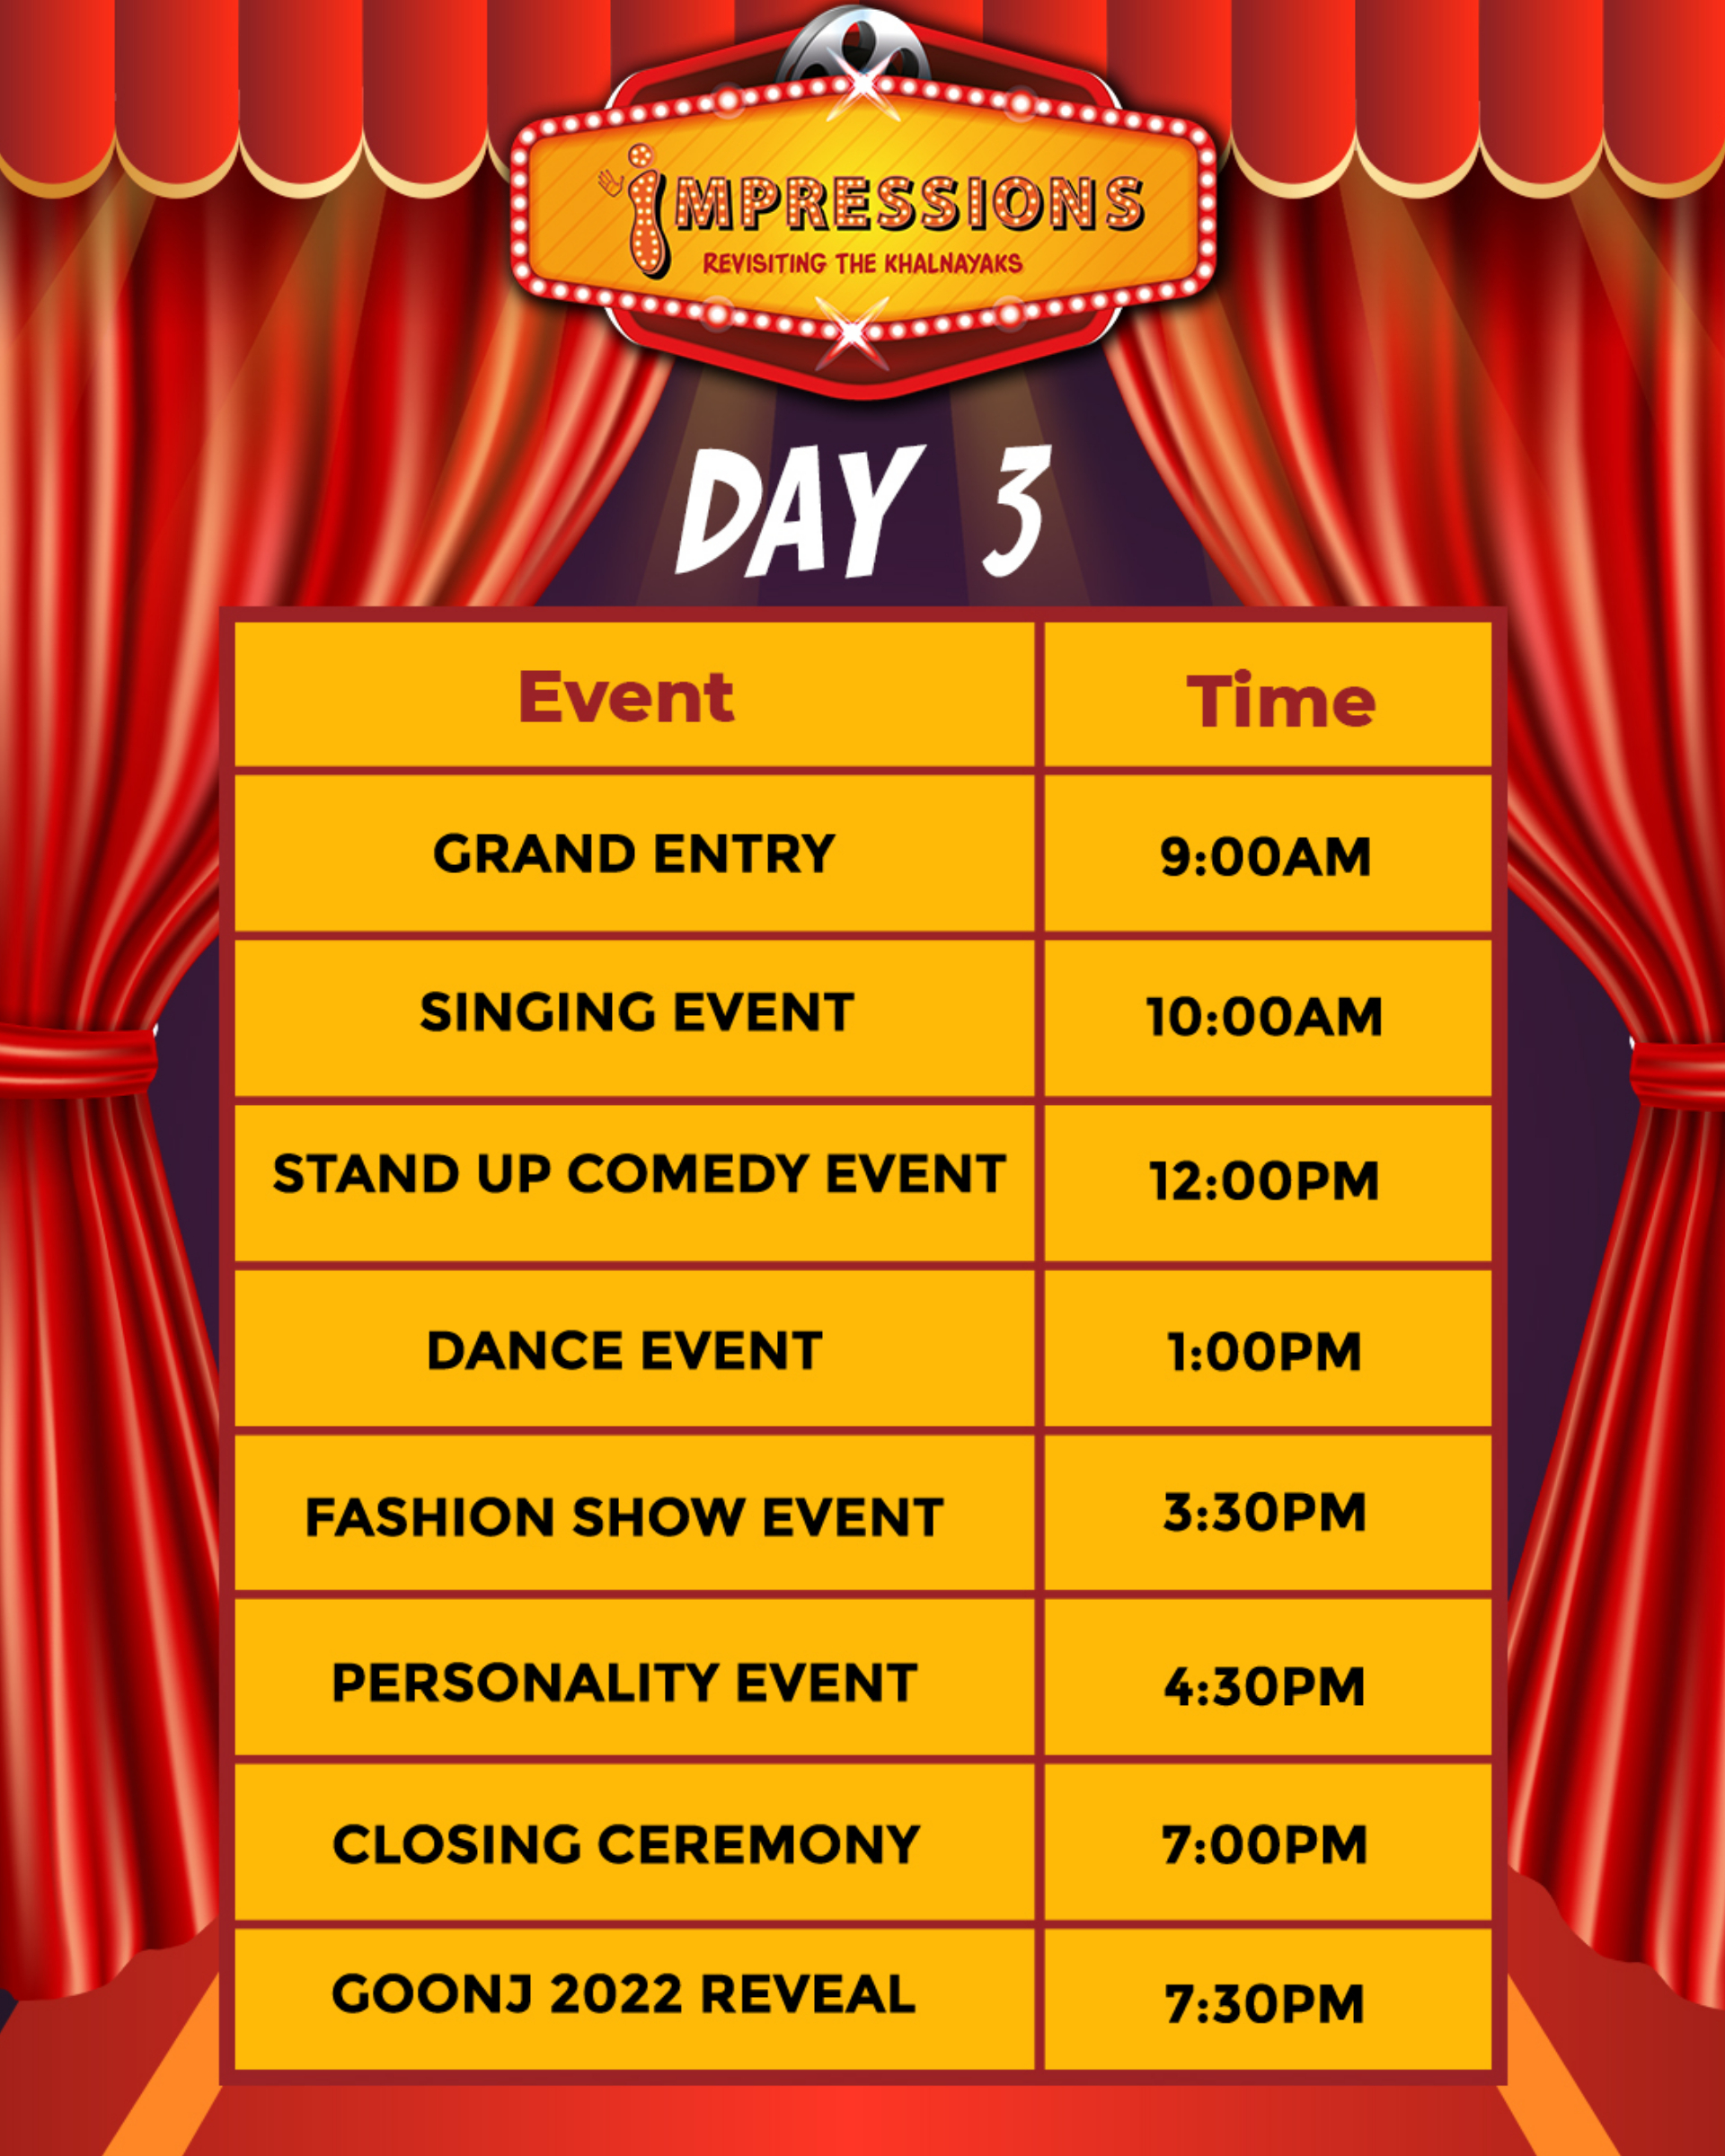 iMPRESSIONS
REVISITING THE KHALNAYAKS
DAY 3
Event Time
GRAND ENTRY 9:00AM
SINGING EVENT 10:00AM
STAND UP COMEDY EVENT 12:00PM
DANCE EVENT 1:00PM
FASHION SHOW EVENT 3:30PM
PERSONALITY EVENT 4:30PM
CLOSING CEREMONY 7:00PM
GOONJ 2022 REVEAL 7:30PM